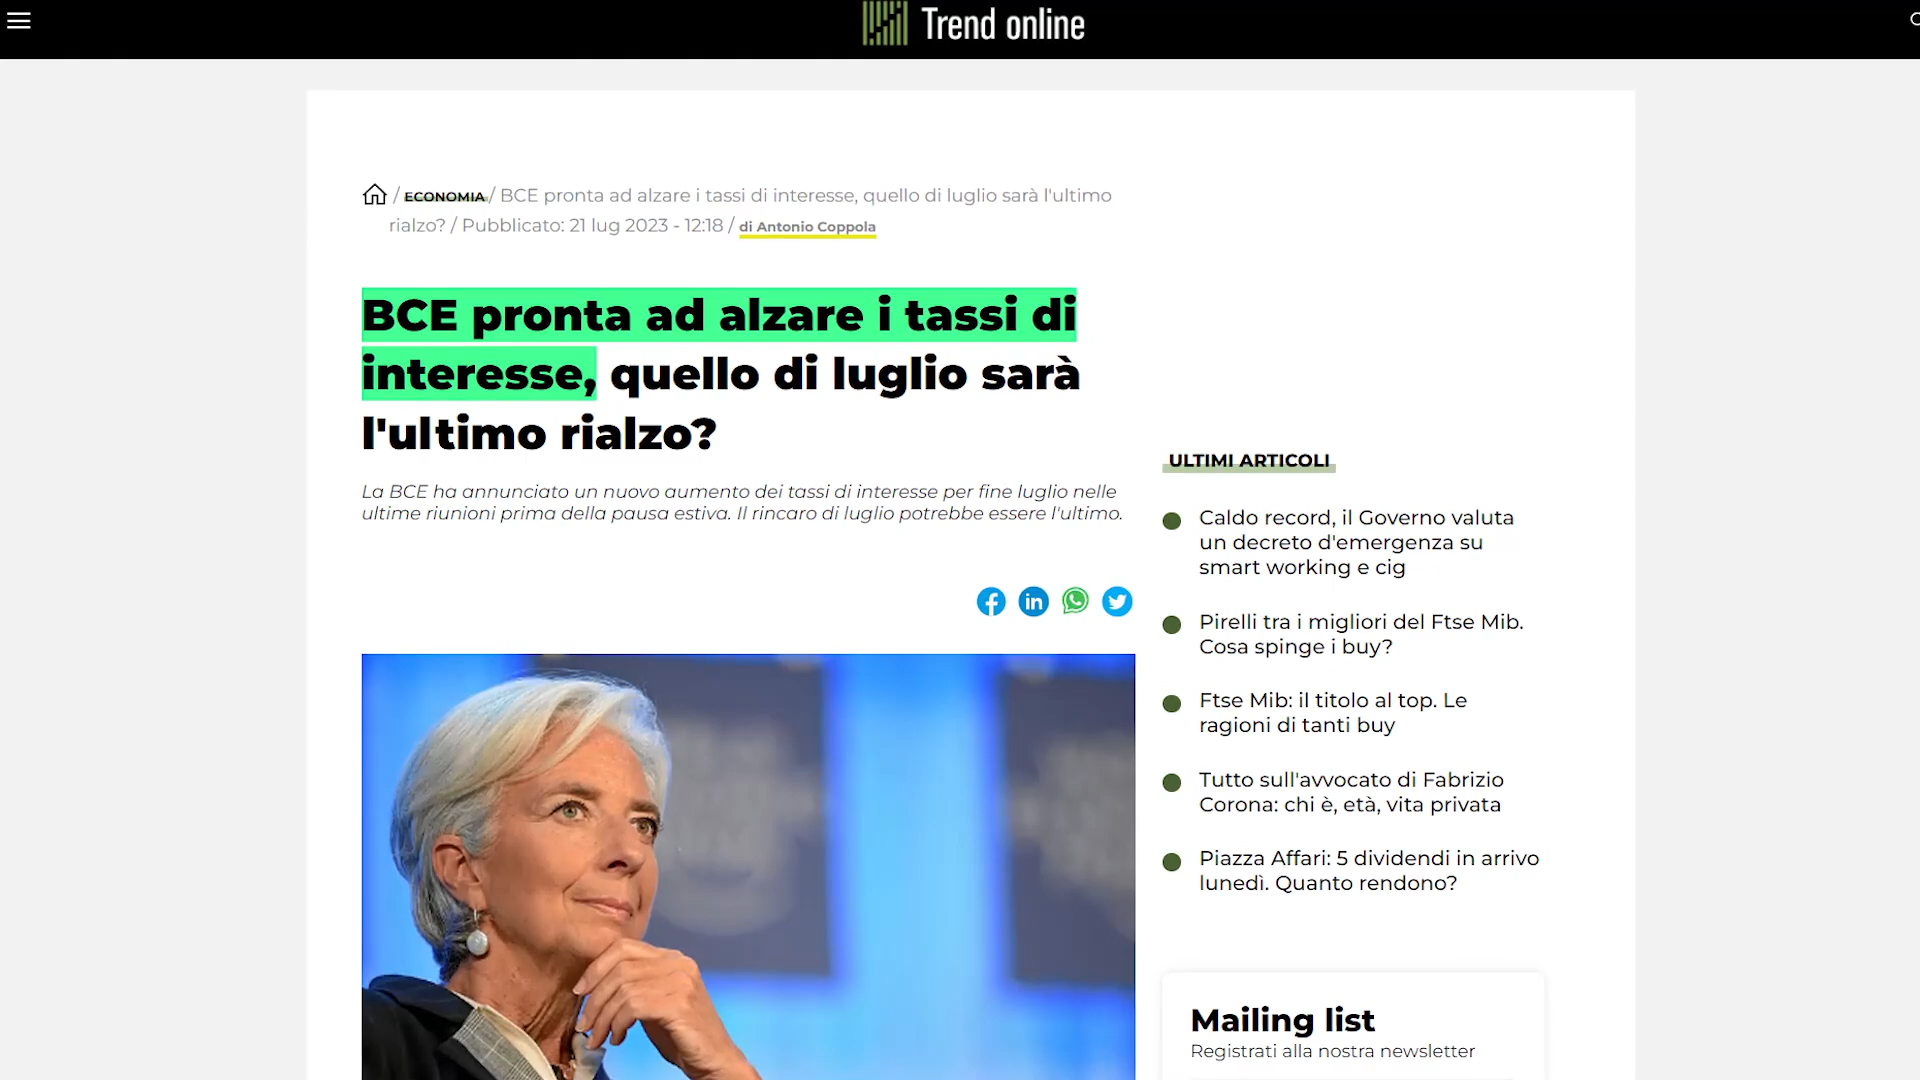 Trend online
/ ECONOMIA / BCE pronta ad alzare i tassi di interesse, quello di luglio sarà l'ultimo
rialzo? / Pubblicato: 21 lug 2023 - 12:18 / di Antonio Coppola
BCE pronta ad alzare i tassi di
interesse, quello di luglio sarà
l'ultimo rialzo?
La BCE ha annunciato un nuovo aumento dei tassi di interesse per fine luglio nelle
ultime riunioni prima della pausa estiva. Il rincaro di luglio potrebbe essere l'ultimo.
ULTIMI ARTICOLI
Caldo record, il Governo valuta
un decreto d'emergenza su
smart working e cig
Pirelli tra i migliori del Ftse Mib.
Cosa spinge i buy?
Ftse Mib: il titolo al top. Le
ragioni di tanti buy
Tutto sull'avvocato di Fabrizio
Corona: chi è, età, vita privata
Piazza Affari: 5 dividendi in arrivo
lunedì. Quanto rendono?
Mailing list
Registrati alla nostra newsletter